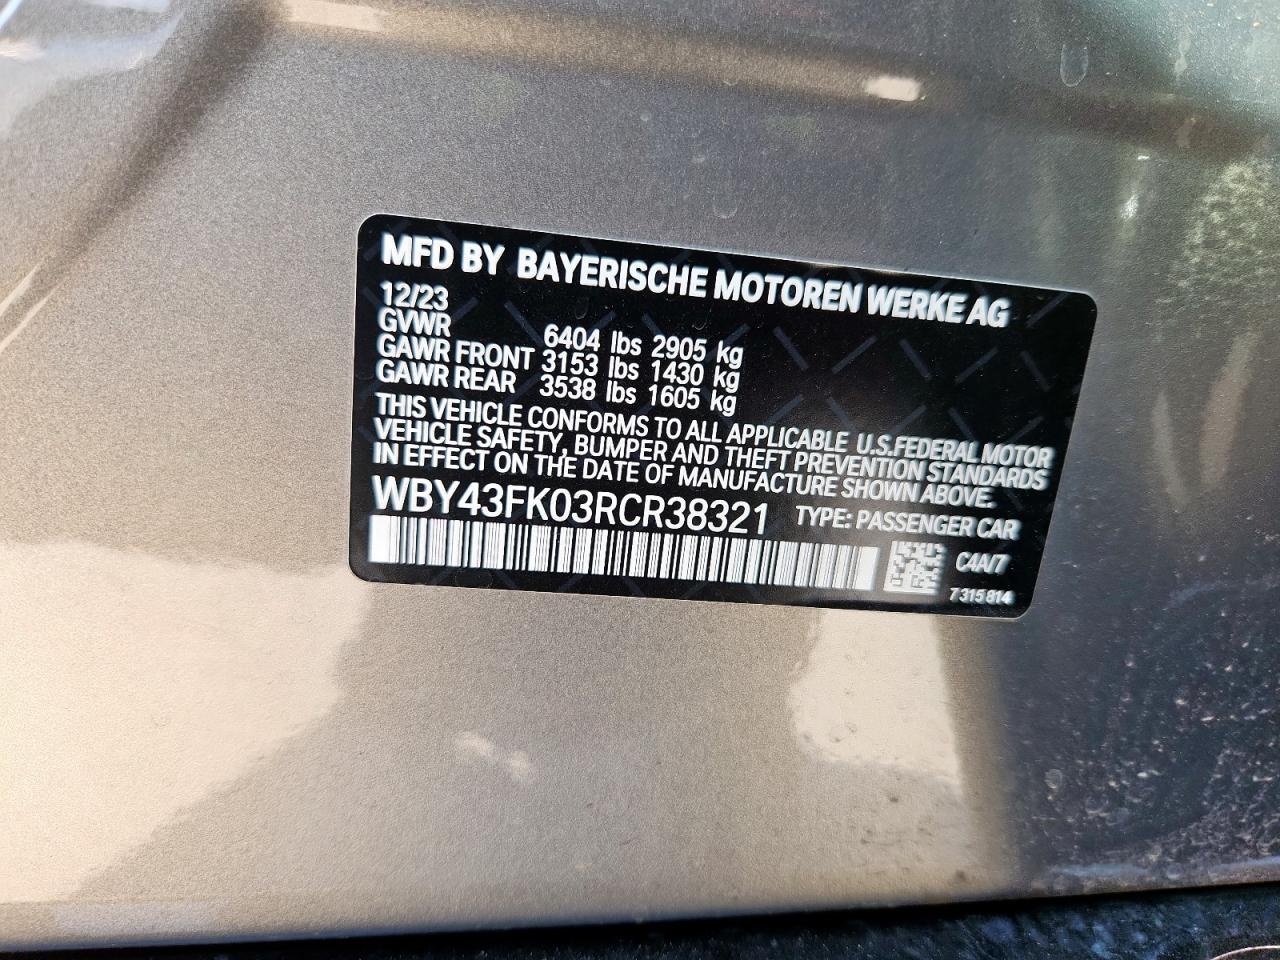 MFD BY BAYERISCHE MOTOREN WERKE AG
12/23
GVWR 6404 lbs 2905 kg
GAWR FRONT 3153 lbs 1430 kg
GAWR REAR 3538 lbs 1605 kg
THIS VEHICLE CONFORMS TO ALL APPLICABLE U.S.FEDERAL MOTOR
VEHICLE SAFETY, BUMPER AND THEFT PREVENTION STANDARDS
IN EFFECT ON THE DATE OF MANUFACTURE SHOWN ABOVE.
WBY43FK03RCR38321 TYPE: PASSENGER CAR
C4A/7
7 315 814